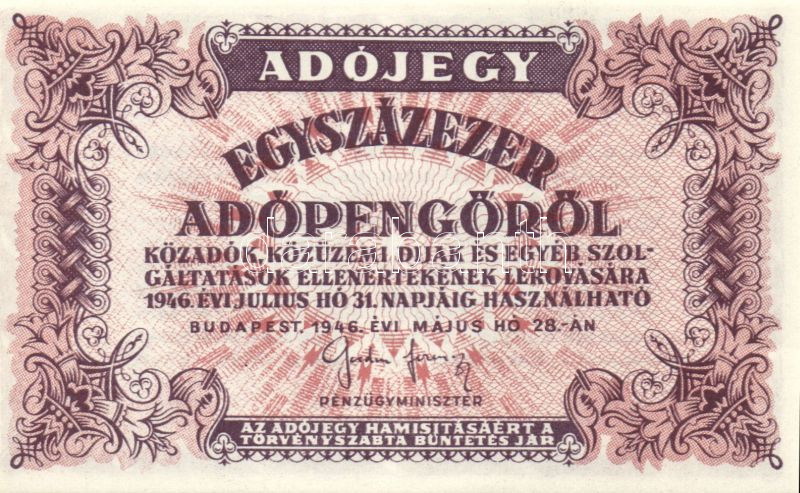 ADÓJEGY
EGYSZÁZEZER
ADÓPENGŐRŐL
KÖZADÓK, KÖZÜZEMI DIJAK ÉS EGYÉB SZOL-
GÁLTATÁSOK ELLENÉRTÉKÉNEK LEROVÁSÁRA
1946. ÉVI JULIUS HÓ 31. NAPJÁIG HASZNÁLHATÓ
BUDAPEST, 1946. ÉVI MÁJUS HÓ 28.-ÁN
PÉNZÜGYMINISZTER
AZ ADÓJEGY HAMISITÁSÁÉRT A
TÖRVÉNYSZABTA BÜNTETÉS JÁR